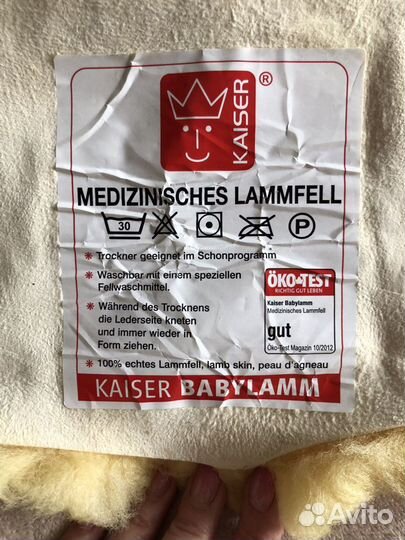 KAISER®
MEDIZINISCHES LAMMFELL
30 P
* Trockner geeignet im Schonprogramm
* Waschbar mit einem speziellen
Fellwaschmittel.
* Während des Trocknens
die Lederseite kneten
und immer wieder in
Form ziehen.
* 100% echtes Lammfell, lamb skin, peau d'agneau
ÖKO-TEST
RICHTIG GUT LEBEN
Kaiser Babylamm
Medizinisches Lammfell
gut
Öko-Test Magazin 10/2012
KAISER BABYLAMM
Avito